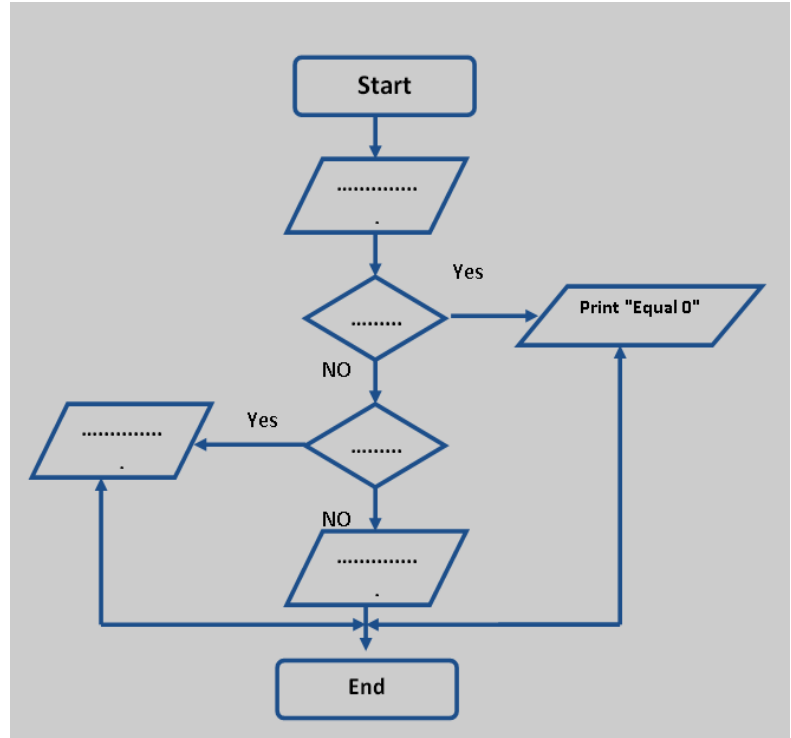 Start
...............
.
Yes
.........
Print "Equal 0"
NO
Yes
..............
.
.........
NO
...............
.
End